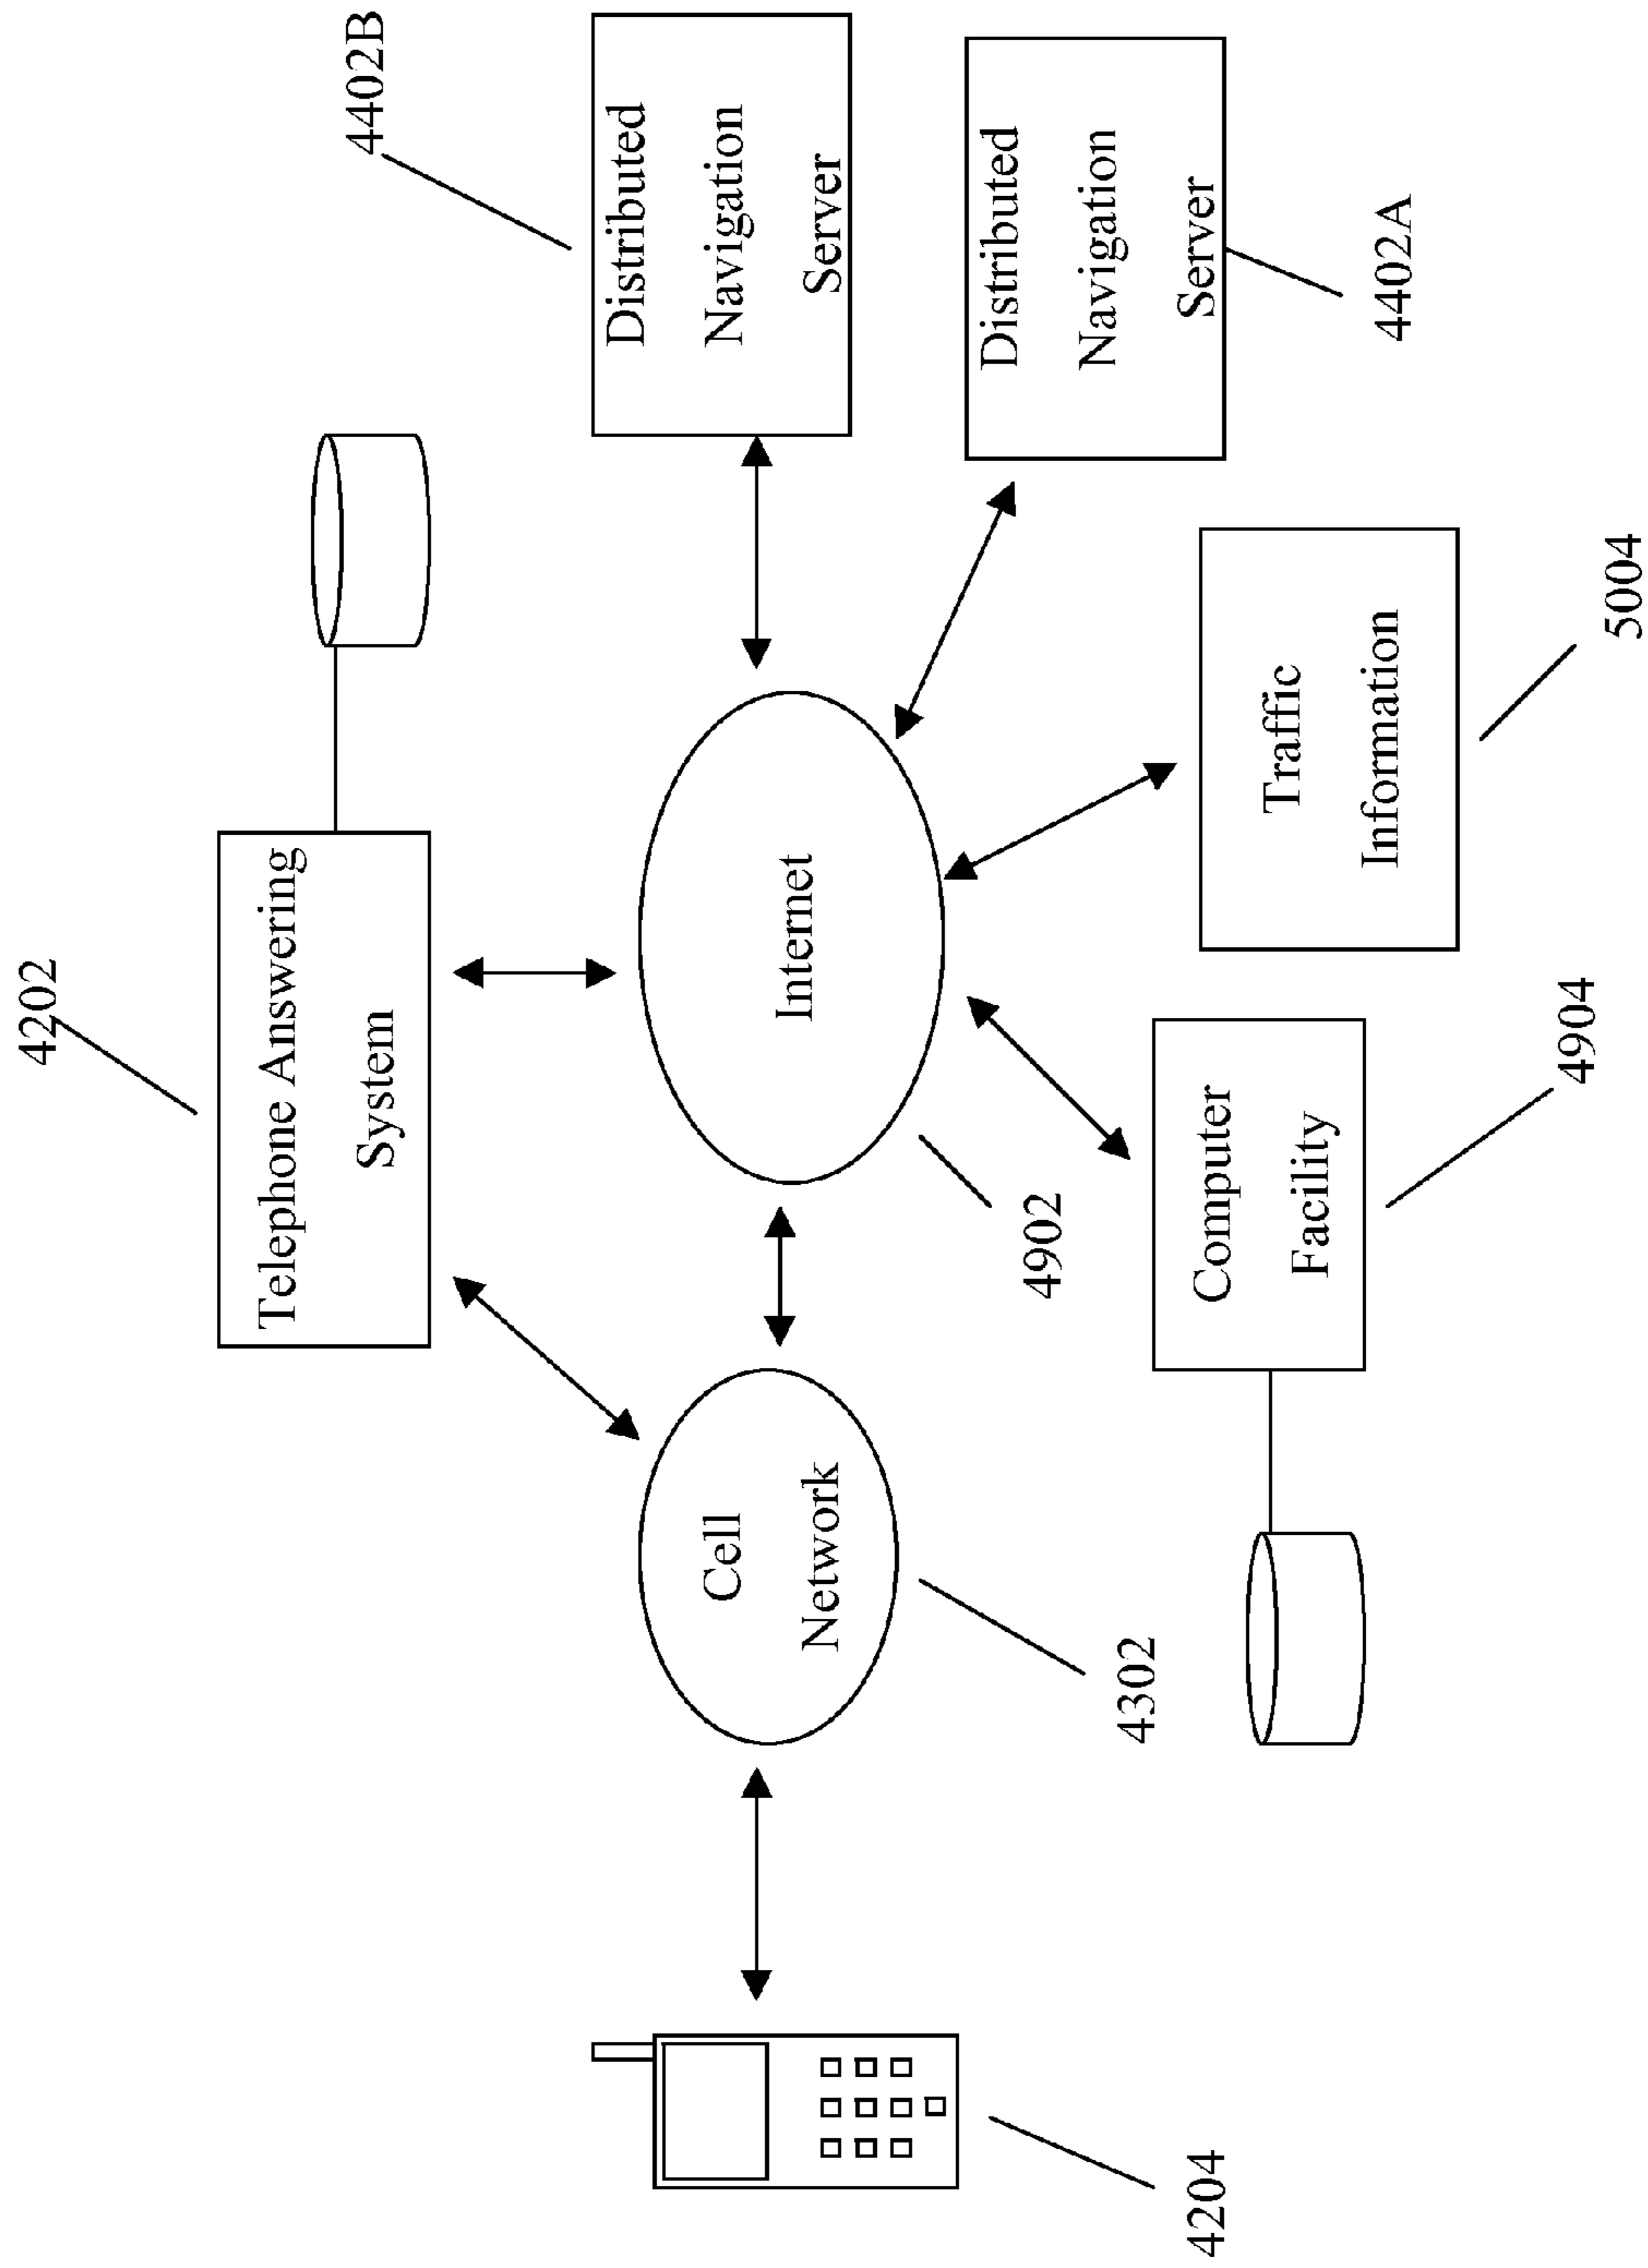 4202
Telephone Answering
System
4402B
Distributed
Navigation
Server
Cell
Network
Internet
Distributed
Navigation
Server
4402A
4302
4902
Computer
Facility
Traffic
Information
4204
4904
5004